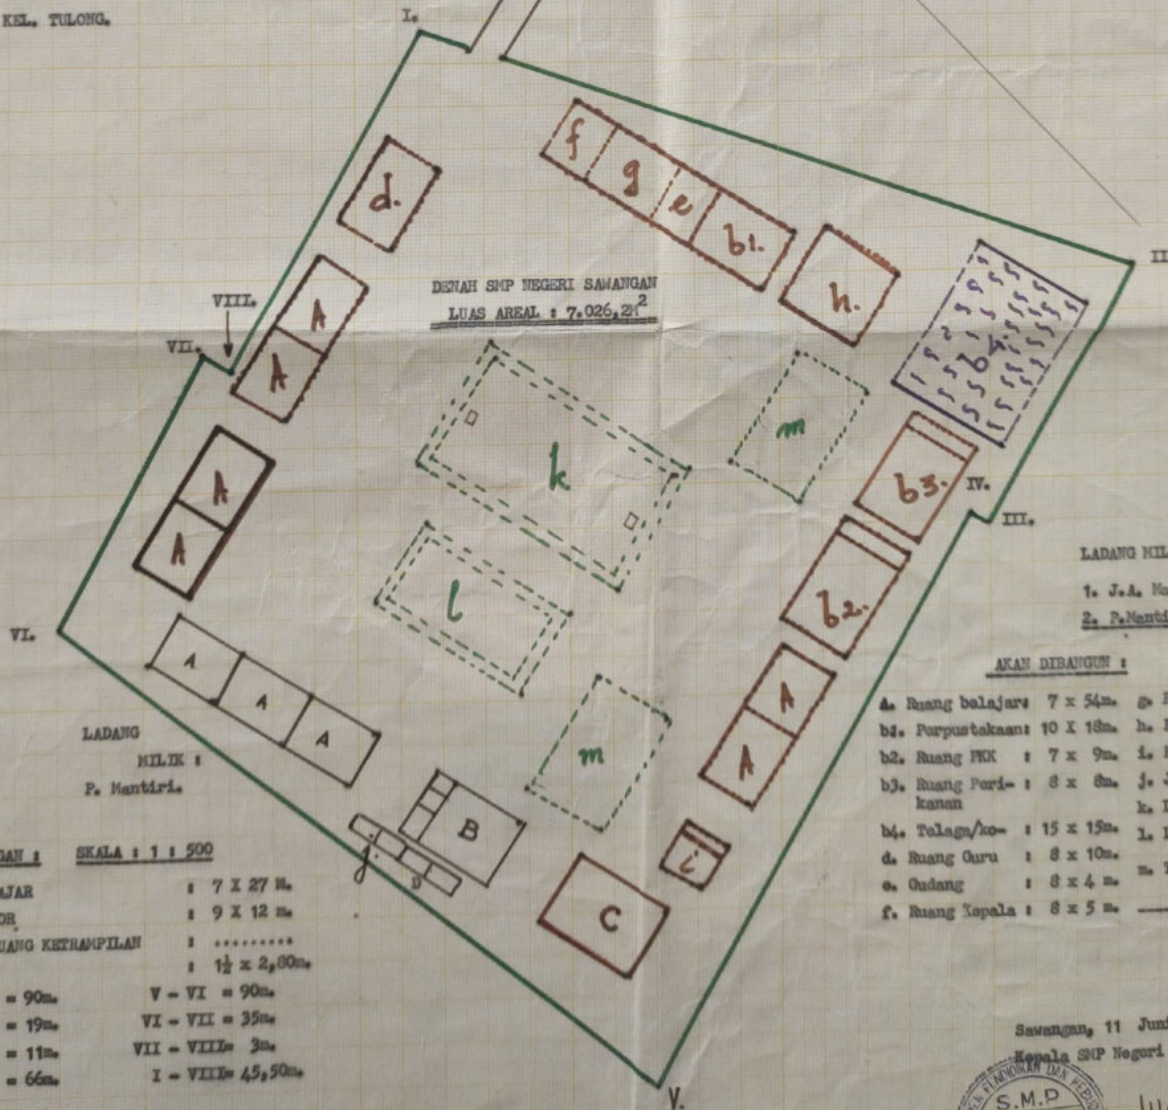 KEL. TULONG.
I.
II
d.
f g e b1.
h.
DENAH SMP NEGERI SAWANGAN
LUAS AREAL : 7.026,2M²
VIII.
VII.
A
A
b4.
m
k
b3.
IV.
III.
A
A
LADANG MIL
1. J.A.
2. P.Manti
l
b2.
VI.
A A A
A
A
m
LADANG
MILIK :
P. Mantiri.
B
j.
D
i
C
V.
GAN : SKALA : 1 : 500
AJAR : 7 X 27 M.
OR : 9 X 12 m.
UANG KETRAMPILAN : .........
: 1½ x 2,80m.
= 90m. V - VI = 90m.
= 19m. VI - VII = 35m.
= 11m. VII - VIII= 3m.
= 66m. I - VIII= 45,50m.
AKAN DIBANGUN :
A. Ruang belajar: 7 x 54m. g.
b1. Perpustakaan: 10 X 18m. h.
b2. Ruang PKK : 7 x 9m. i.
b3. Ruang Peri- : 8 x 8m. j.
kanan k.
b4. Telaga/ko- : 15 x 15m. l.
d. Ruang Guru : 8 x 10m. m.
e. Gudang : 8 x 4 m.
f. Ruang Kepala : 8 x 5 m.
Sawangan, 11 Juni
Kepala SMP Negeri
S.M.P